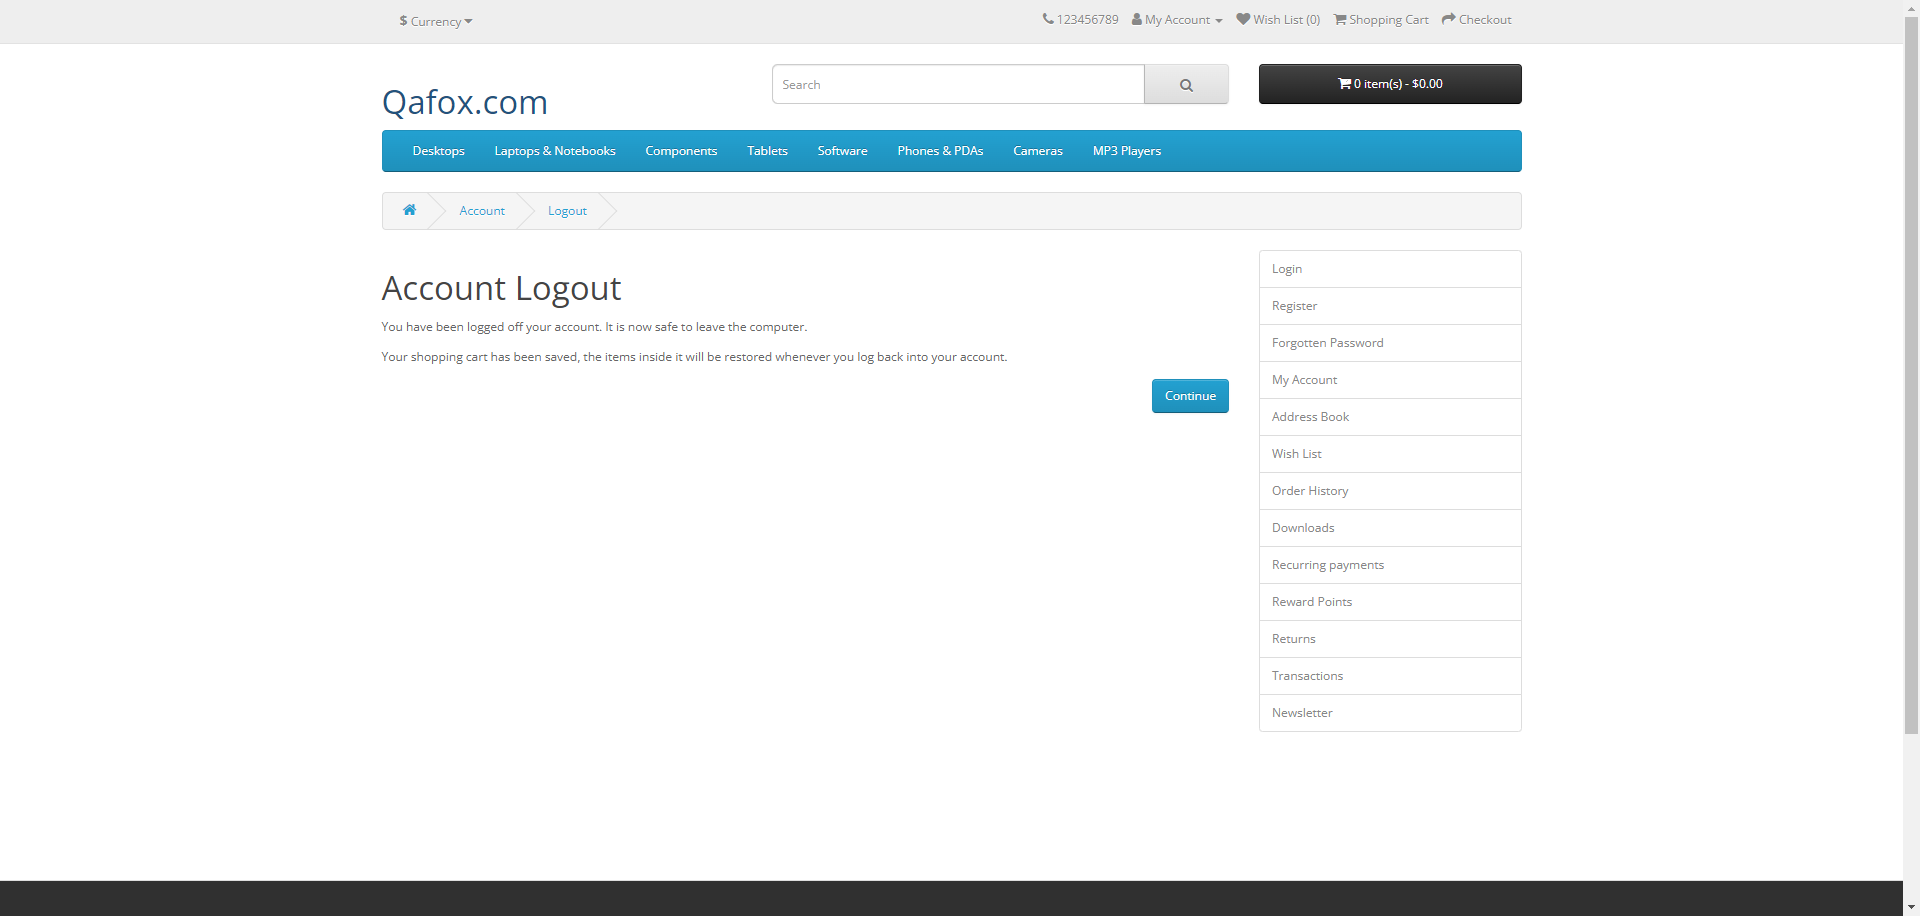 $ Currency
123456789 My Account Wish List (0) Shopping Cart Checkout
Qafox.com
Search
0 item(s) - $0.00
Desktops Laptops & Notebooks Components Tablets Software Phones & PDAs Cameras MP3 Players
Account Logout
Account Logout
You have been logged off your account. It is now safe to leave the computer.
Your shopping cart has been saved, the items inside it will be restored whenever you log back into your account.
Continue
Login
Register
Forgotten Password
My Account
Address Book
Wish List
Order History
Downloads
Recurring payments
Reward Points
Returns
Transactions
Newsletter